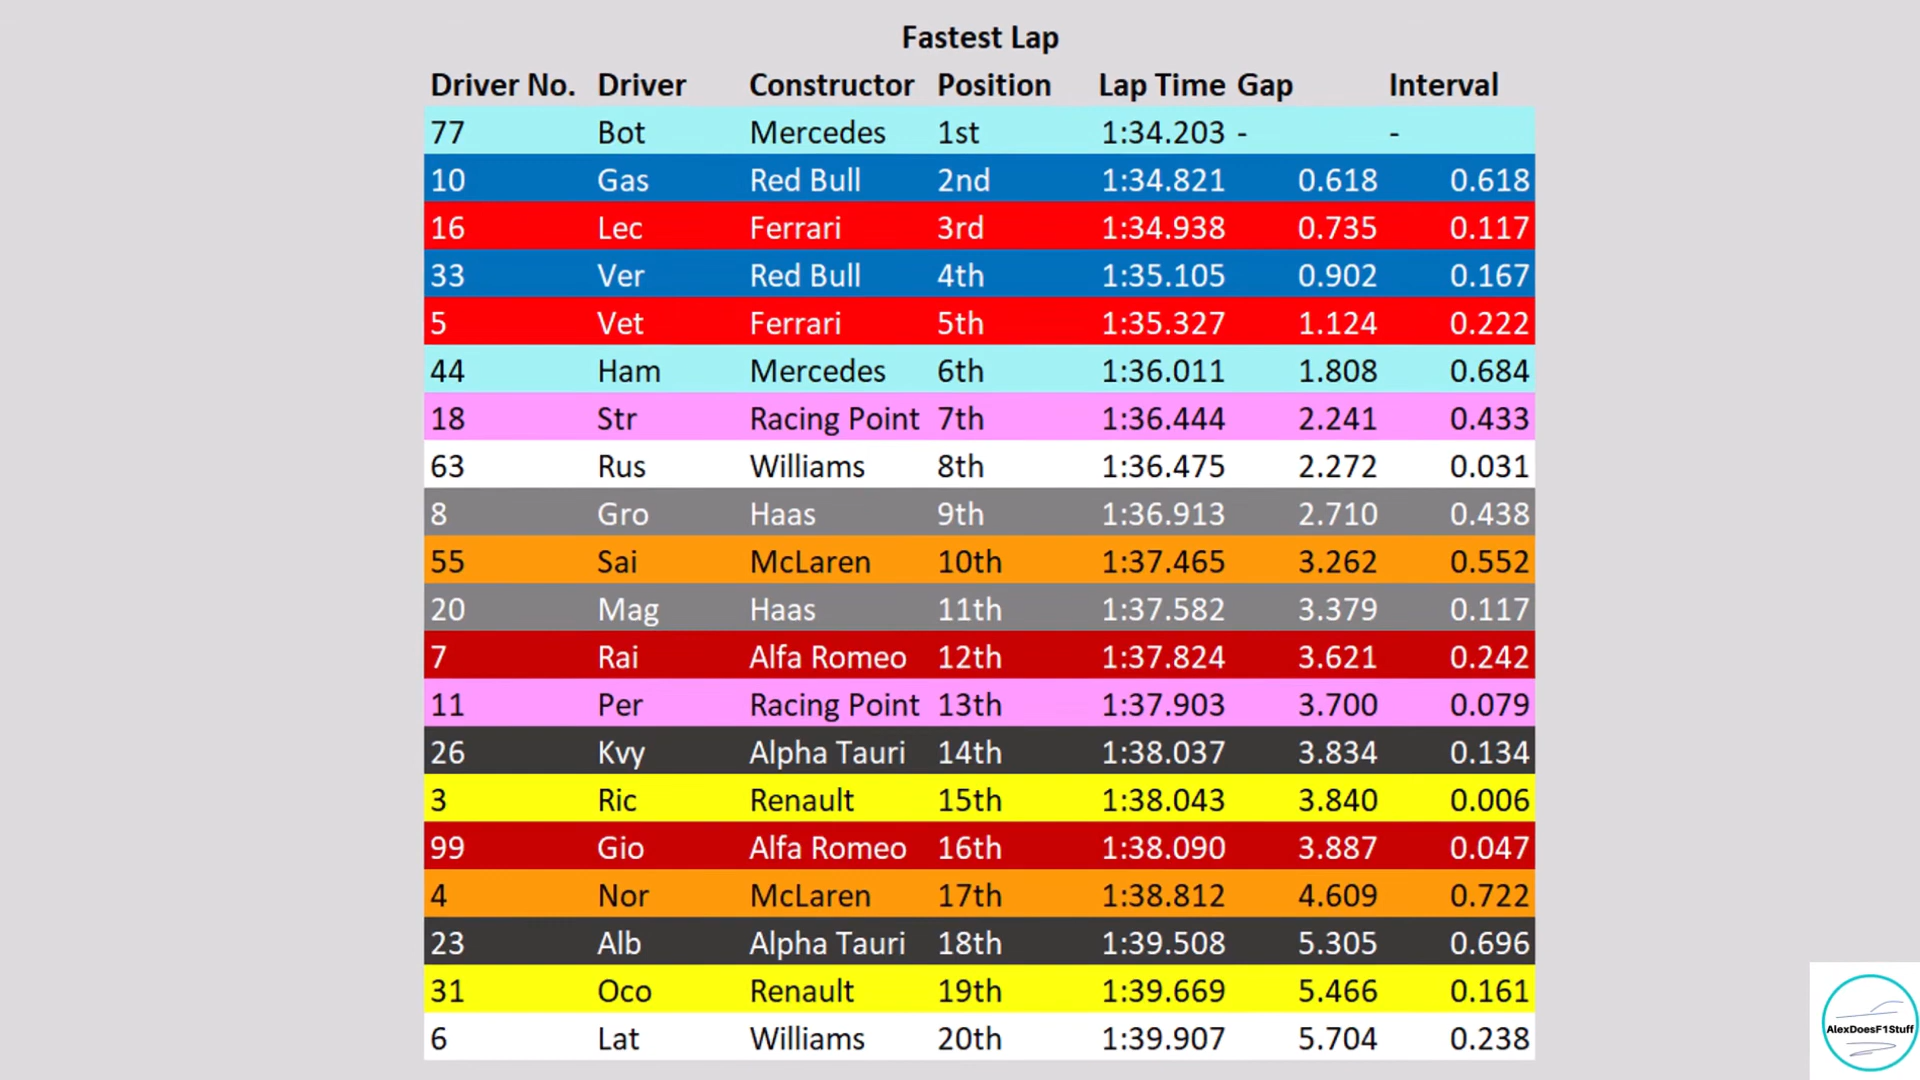 Fastest Lap
Driver No. Driver Constructor Position Lap Time Gap Interval
77 Bot Mercedes 1st 1:34.203 - -
10 Gas Red Bull 2nd 1:34.821 0.618 0.618
16 Lec Ferrari 3rd 1:34.938 0.735 0.117
33 Ver Red Bull 4th 1:35.105 0.902 0.167
5 Vet Ferrari 5th 1:35.327 1.124 0.222
44 Ham Mercedes 6th 1:36.011 1.808 0.684
18 Str Racing Point 7th 1:36.444 2.241 0.433
63 Rus Williams 8th 1:36.475 2.272 0.031
8 Gro Haas 9th 1:36.913 2.710 0.438
55 Sai McLaren 10th 1:37.465 3.262 0.552
20 Mag Haas 11th 1:37.582 3.379 0.117
7 Rai Alfa Romeo 12th 1:37.824 3.621 0.242
11 Per Racing Point 13th 1:37.903 3.700 0.079
26 Kvy Alpha Tauri 14th 1:38.037 3.834 0.134
3 Ric Renault 15th 1:38.043 3.840 0.006
99 Gio Alfa Romeo 16th 1:38.090 3.887 0.047
4 Nor McLaren 17th 1:38.812 4.609 0.722
23 Alb Alpha Tauri 18th 1:39.508 5.305 0.696
31 Oco Renault 19th 1:39.669 5.466 0.161
6 Lat Williams 20th 1:39.907 5.704 0.238
AlexDoesF1Stuff